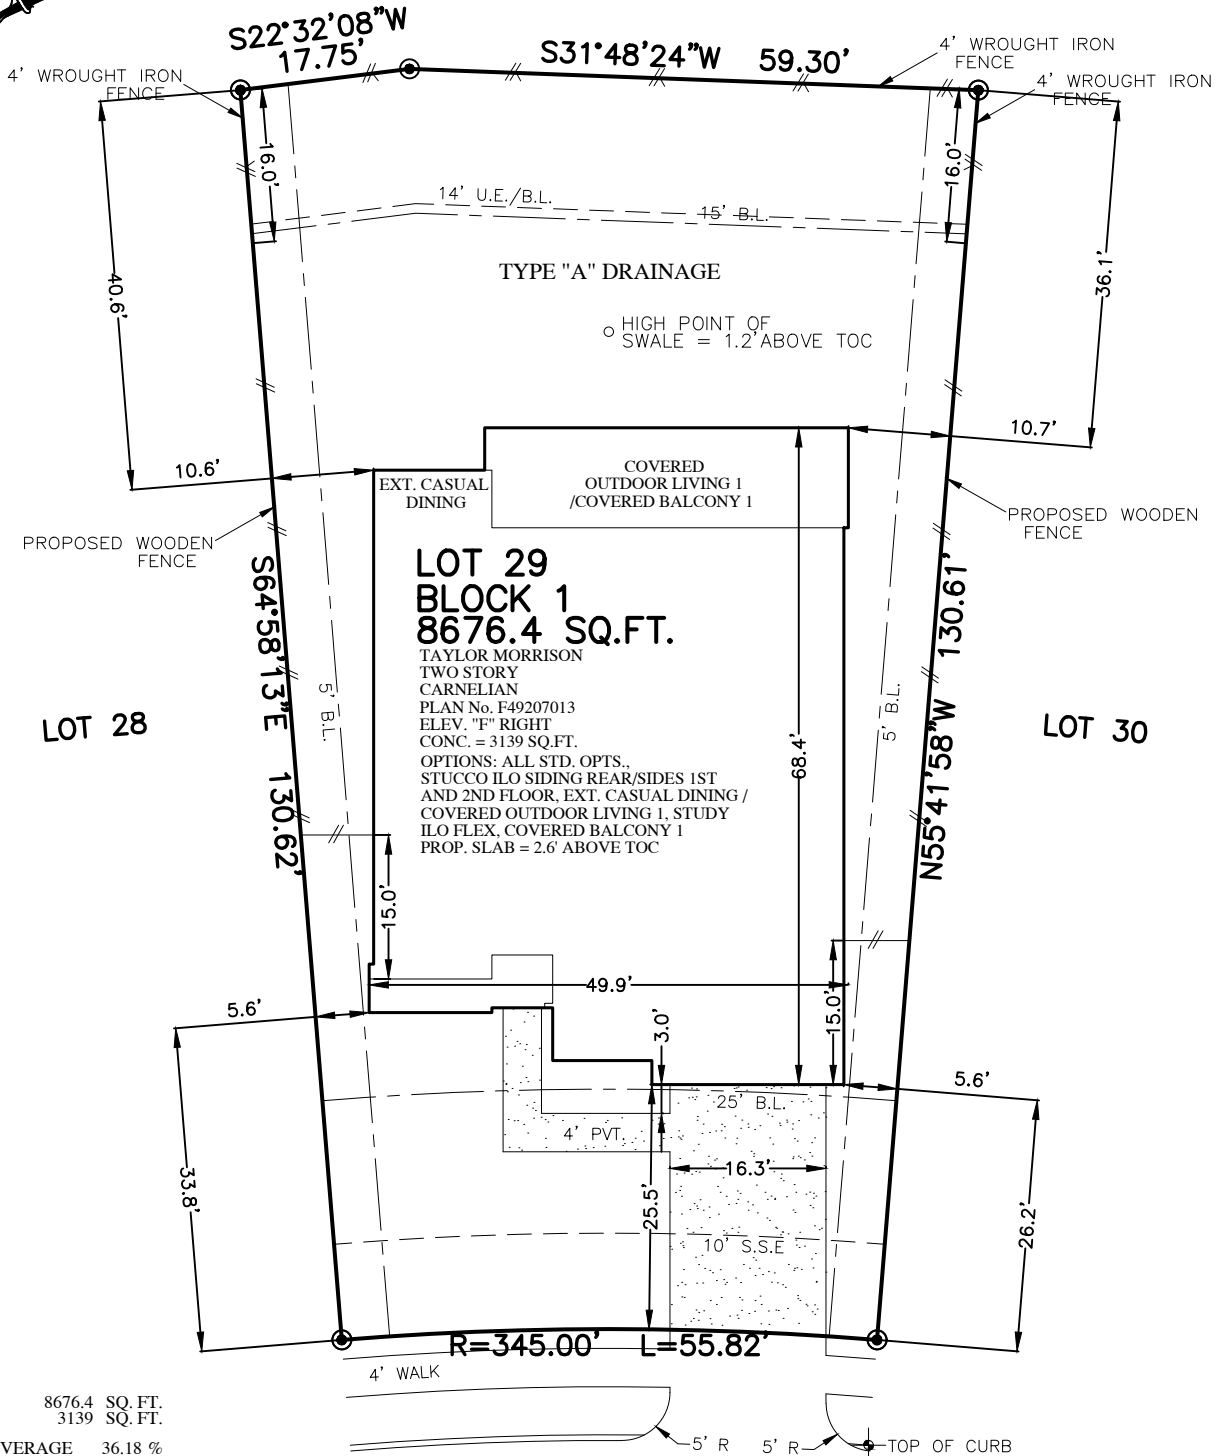 S22°32'08"W
17.75'
S31°48'24"W 59.30'
4' WROUGHT IRON
FENCE
4' WROUGHT IRON
FENCE
4' WROUGHT IRON
FENCE
16.0'
16.0'
14' U.E./B.L.
15' B.L.
40.6'
36.1'
TYPE "A" DRAINAGE
HIGH POINT OF
SWALE = 1.2' ABOVE TOC
10.6'
10.7'
EXT. CASUAL
DINING
COVERED
OUTDOOR LIVING 1
/COVERED BALCONY 1
PROPOSED WOODEN
FENCE
PROPOSED WOODEN
FENCE
LOT 29
BLOCK 1
8676.4 SQ.FT.
TAYLOR MORRISON
TWO STORY
CARNELIAN
PLAN No. F49207013
ELEV. "F" RIGHT
CONC. = 3139 SQ.FT.
OPTIONS: ALL STD. OPTS.,
STUCCO ILO SIDING REAR/SIDES 1ST
AND 2ND FLOOR, EXT. CASUAL DINING /
COVERED OUTDOOR LIVING 1, STUDY
ILO FLEX, COVERED BALCONY 1
PROP. SLAB = 2.6' ABOVE TOC
S64°58'13"E 130.62'
N55°41'58"W 130.61'
5' B.L.
5' B.L.
LOT 28
LOT 30
68.4'
15.0'
49.9'
15.0'
3.0'
5.6'
5.6'
25' B.L.
4' PVT.
16.3'
25.5'
33.8'
26.2'
10' S.S.E
R=345.00' L=55.82'
4' WALK
8676.4 SQ. FT.
3139 SQ. FT.
VERAGE 36.18 %
5' R
5' R
TOP OF CURB